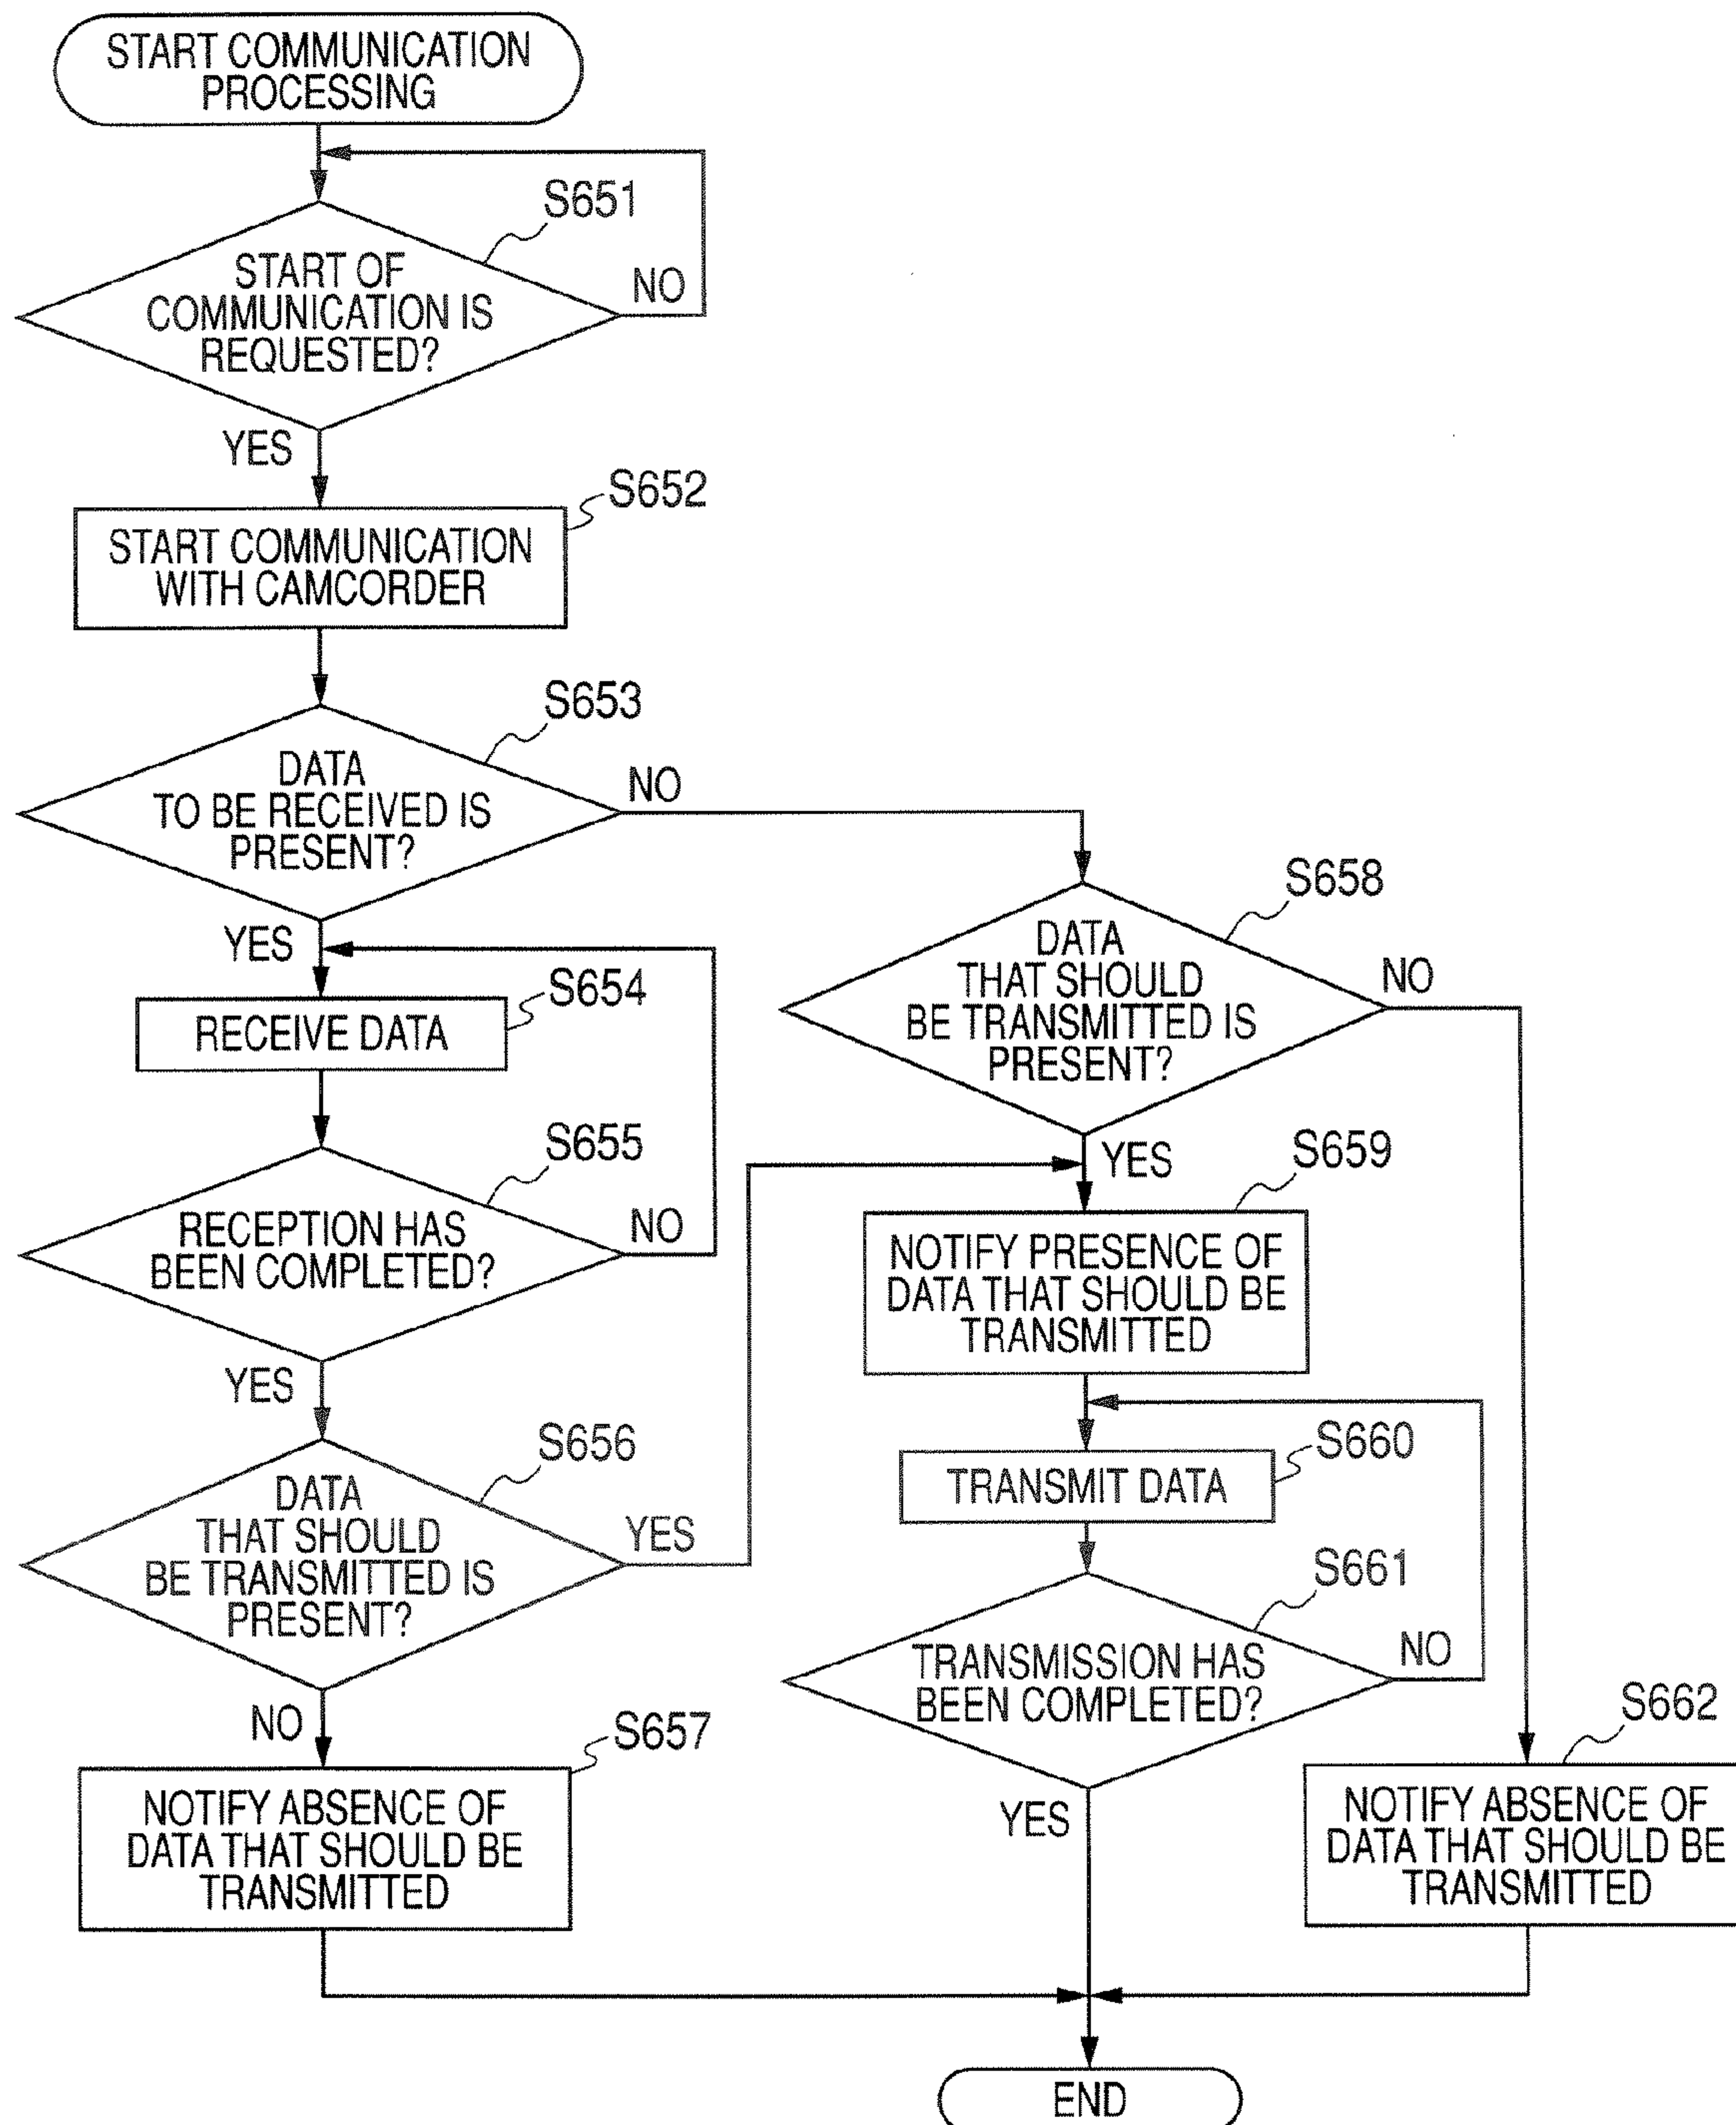 START COMMUNICATION
PROCESSING
S651
START OF
COMMUNICATION IS
REQUESTED?
NO
YES
S652
START COMMUNICATION
WITH CAMCORDER
S653
DATA
TO BE RECEIVED IS
PRESENT?
NO
YES
S654
RECEIVE DATA
S655
RECEPTION HAS
BEEN COMPLETED?
NO
YES
S656
DATA
THAT SHOULD
BE TRANSMITTED IS
PRESENT?
YES
NO
S657
NOTIFY ABSENCE OF
DATA THAT SHOULD BE
TRANSMITTED
S658
DATA
THAT SHOULD
BE TRANSMITTED IS
PRESENT?
NO
YES
S659
NOTIFY PRESENCE OF
DATA THAT SHOULD BE
TRANSMITTED
S660
TRANSMIT DATA
S661
TRANSMISSION HAS
BEEN COMPLETED?
NO
YES
S662
NOTIFY ABSENCE OF
DATA THAT SHOULD BE
TRANSMITTED
END